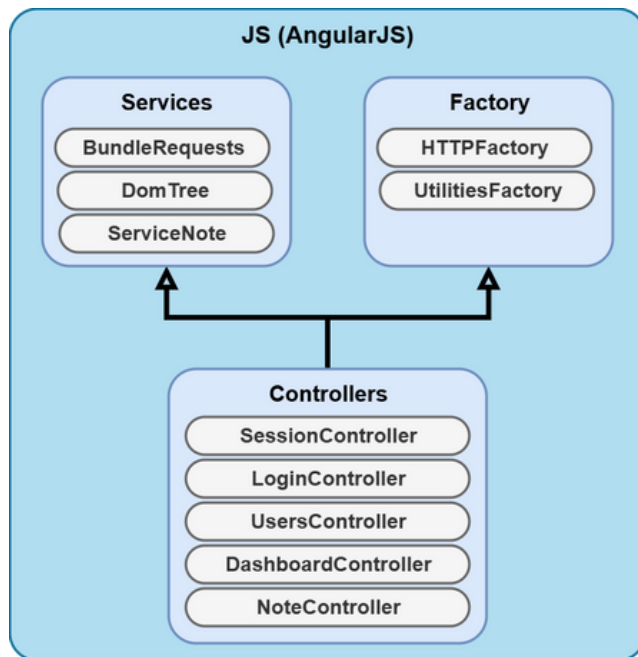 JS (AngularJS)
Services
BundleRequests
DomTree
ServiceNote
Factory
HTTPFactory
UtilitiesFactory
Controllers
SessionController
LoginController
UsersController
DashboardController
NoteController